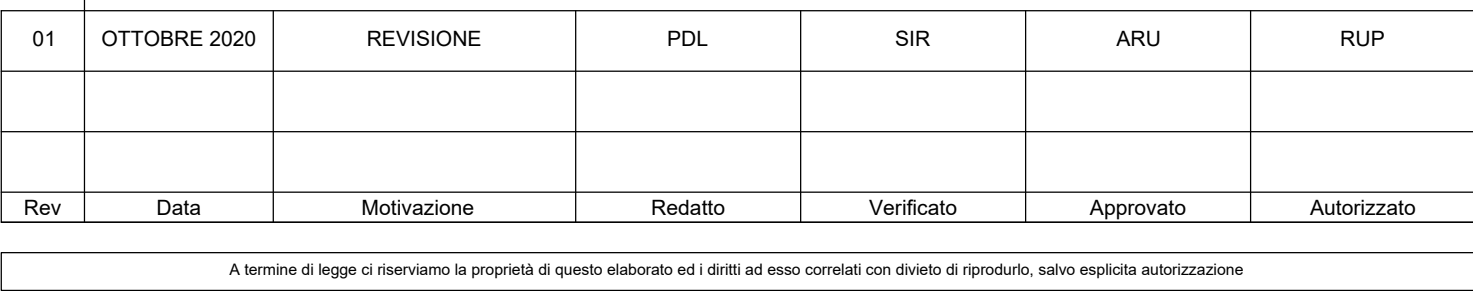 01 OTTOBRE 2020 REVISIONE PDL SIR ARU RUP
Rev Data Motivazione Redatto Verificato Approvato Autorizzato
A termine di legge ci riserviamo la proprietà di questo elaborato ed i diritti ad esso correlati con divieto di riprodurlo, salvo esplicita autorizzazione